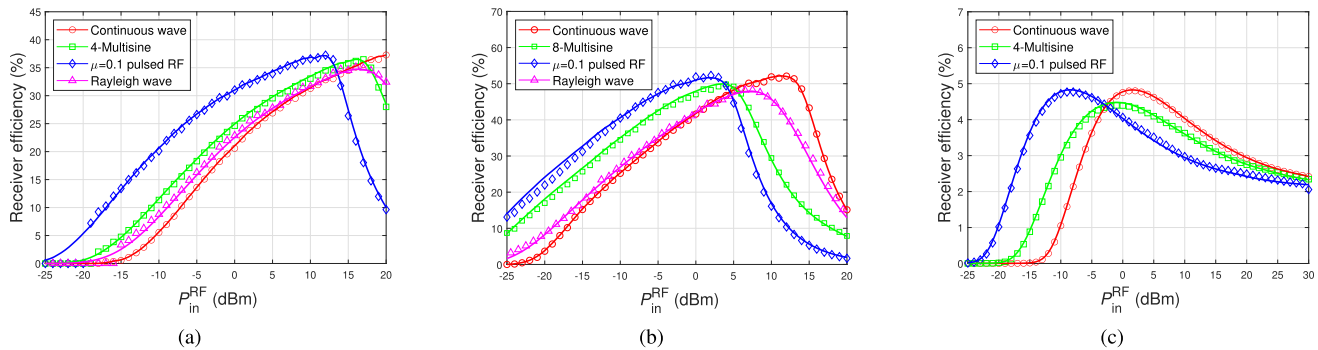 45
40
35
30
25
20
15
10
5
0
Receiver efficiency (%)
Continuous wave
4-Multisine
μ=0.1 pulsed RF
Rayleigh wave
-25 -20 -15 -10 -5 0 5 10 15 20
P_in^RF (dBm)
(a)
70
60
50
40
30
20
10
0
Receiver efficiency (%)
Continuous wave
8-Multisine
μ=0.1 pulsed RF
Rayleigh wave
-25 -20 -15 -10 -5 0 5 10 15 20
P_in^RF (dBm)
(b)
7
6
5
4
3
2
1
0
Receiver efficiency (%)
Continuous wave
4-Multisine
μ=0.1 pulsed RF
-25 -20 -15 -10 -5 0 5 10 15 20 25 30
P_in^RF (dBm)
(c)